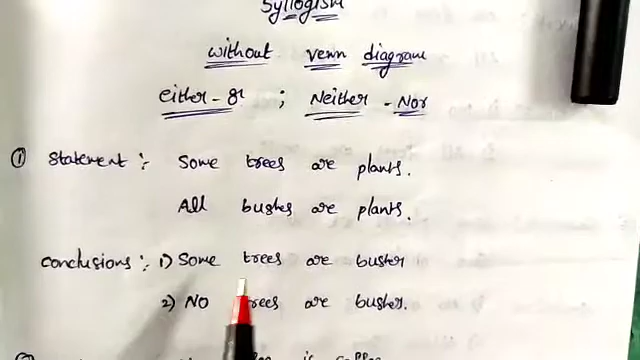 Syllogism
without venn diagram
either-or ; Neither-Nor
① Statement :- Some trees are plants.
All bushes are plants.
Conclusions :- 1) Some trees are bushes
2) No trees are bushes.